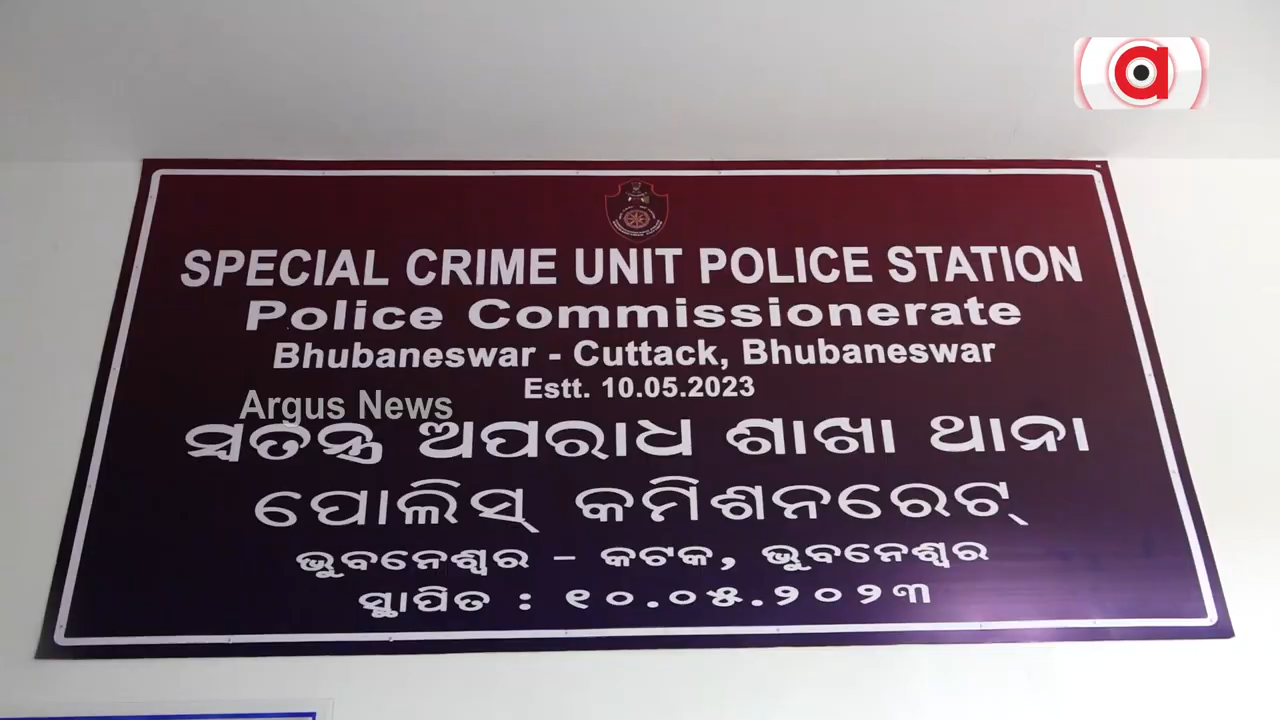 a
SPECIAL CRIME UNIT POLICE STATION
Police Commissionerate
Bhubaneswar - Cuttack, Bhubaneswar
Estt. 10.05.2023
Argus News
ସ୍ୱତନ୍ତ୍ର ଅପରାଧ ଶାଖା ଥାନା
ପୋଲିସ୍ କମିଶନରେଟ୍
ଭୁବନେଶ୍ୱର – କଟକ, ଭୁବନେଶ୍ୱର
ସ୍ଥାପିତ : ୧୦.୦୫.୨୦୨୩